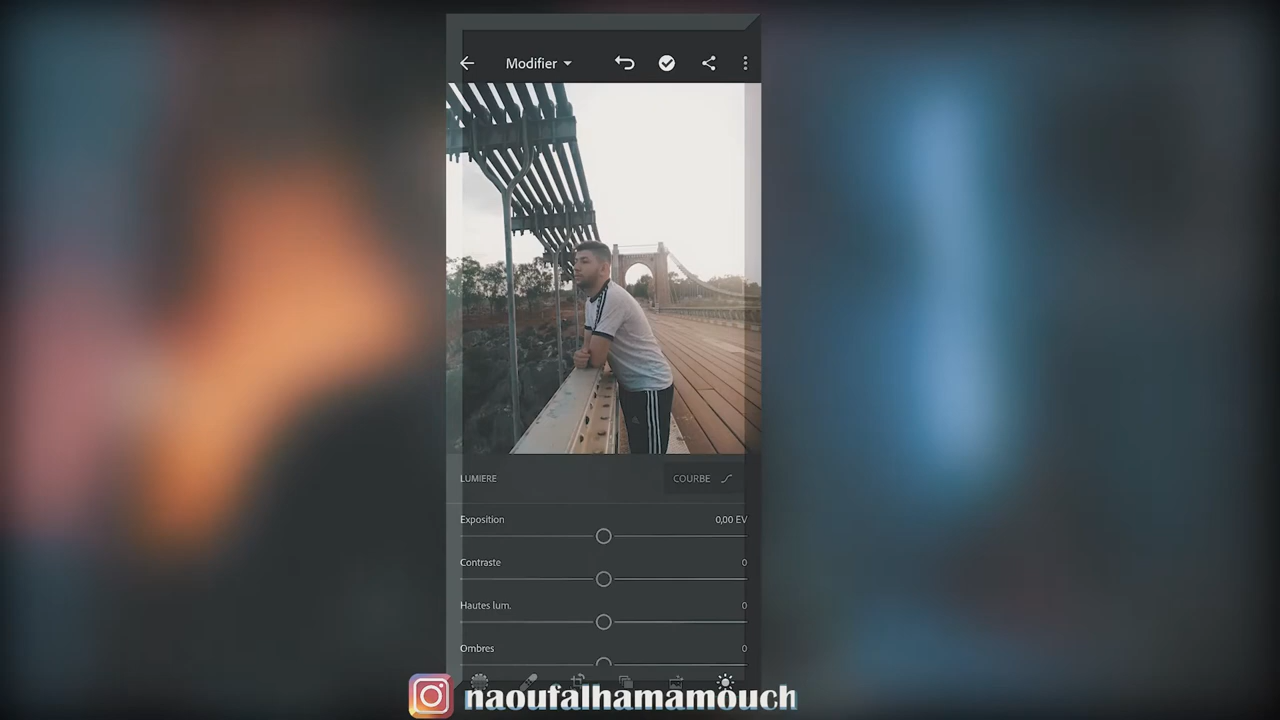 Modifier
LUMIERE COURBE
Exposition 0,00 EV
Contraste 0
Hautes lum. 0
Ombres 0
naoufalhamamouch